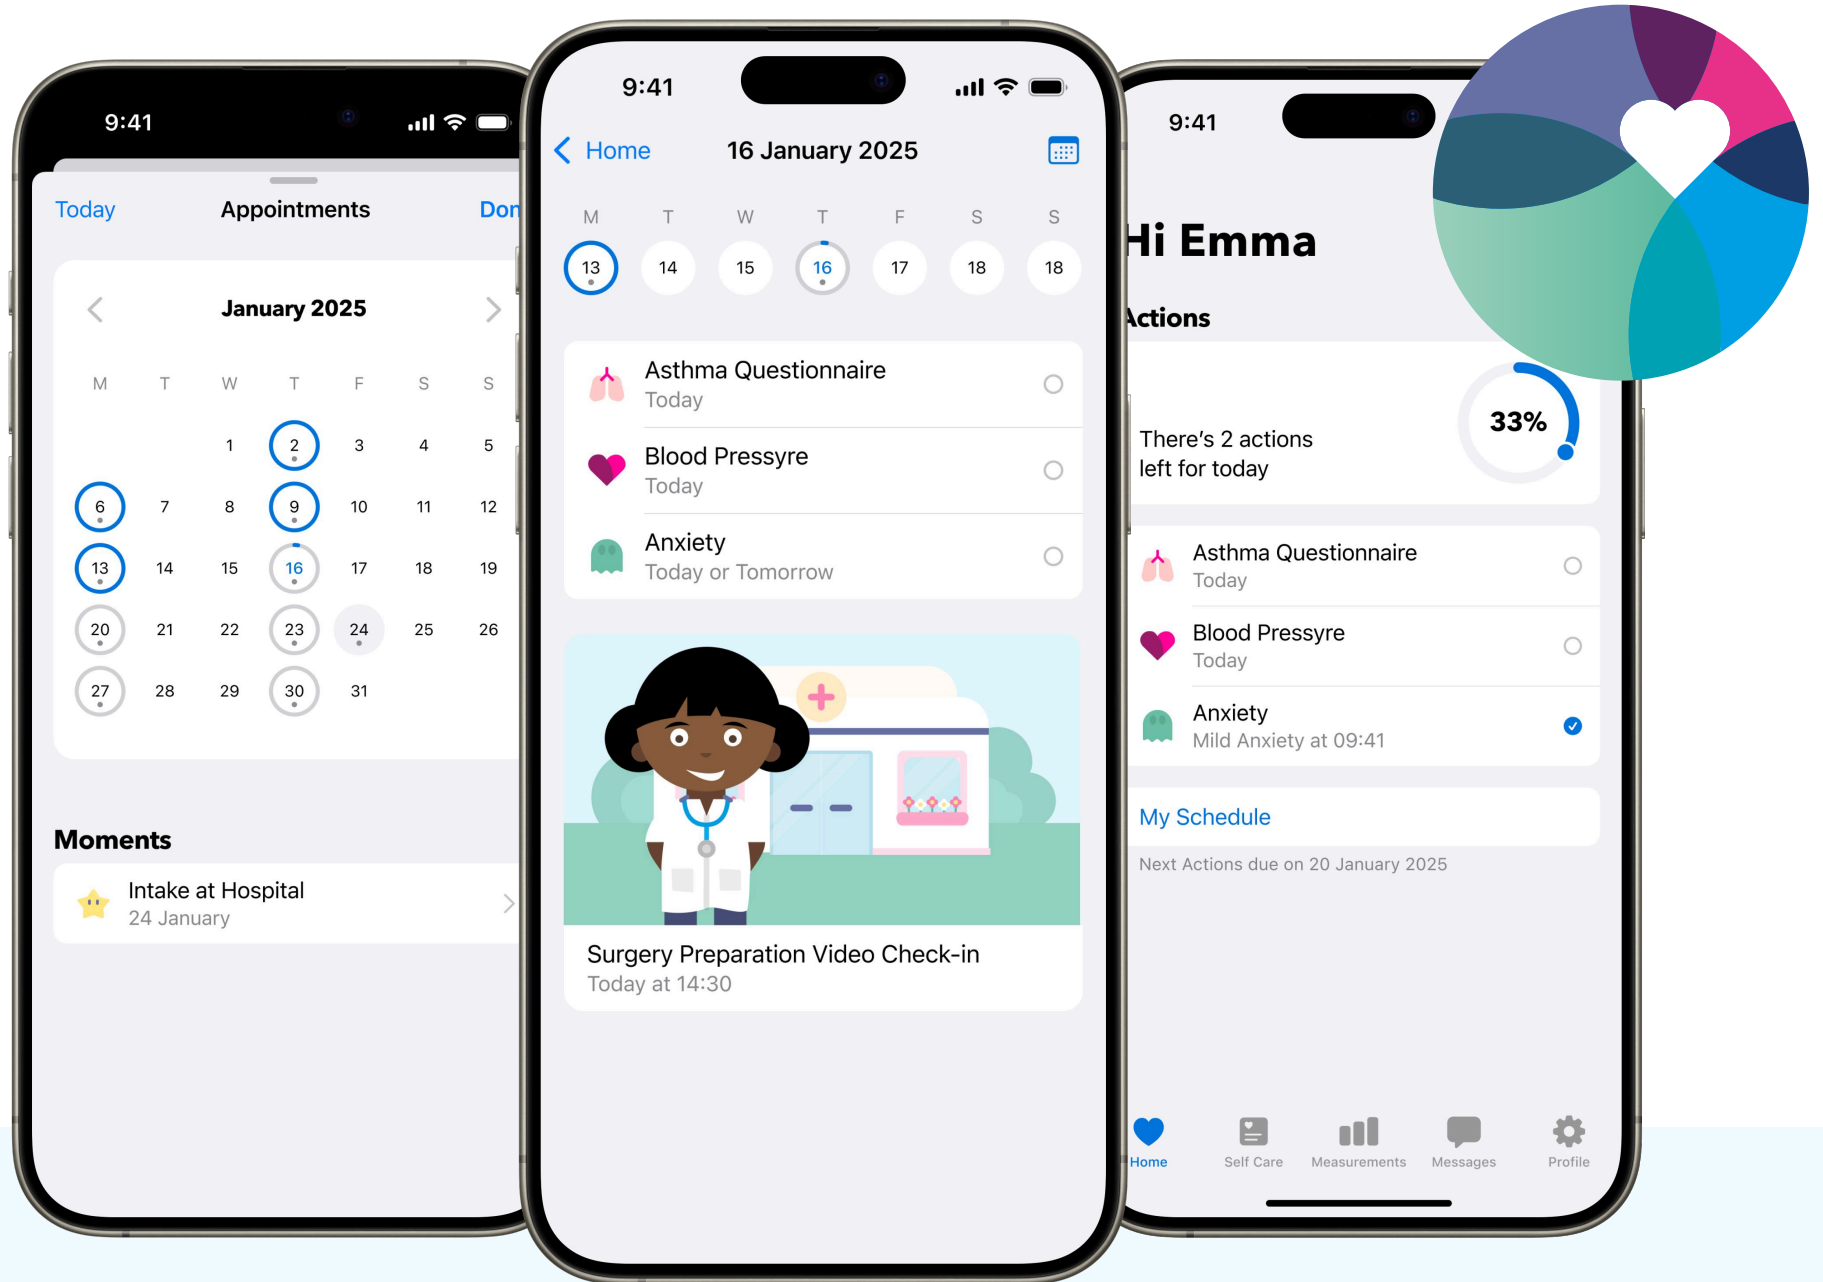 9:41
Today Appointments Don
January 2025
M T W T F S S
1 2 3 4 5
6 7 8 9 10 11 12
13 14 15 16 17 18 19
20 21 22 23 24 25 26
27 28 29 30 31
Moments
Intake at Hospital
24 January
9:41
Home 16 January 2025
M T W T F S S
13 14 15 16 17 18 18
Asthma Questionnaire
Today
Blood Pressyre
Today
Anxiety
Today or Tomorrow
Surgery Preparation Video Check-in
Today at 14:30
9:41
Hi Emma
Actions
33%
There's 2 actions
left for today
Asthma Questionnaire
Today
Blood Pressyre
Today
Anxiety
Mild Anxiety at 09:41
My Schedule
Next Actions due on 20 January 2025
Home Self Care Measurements Messages Profile